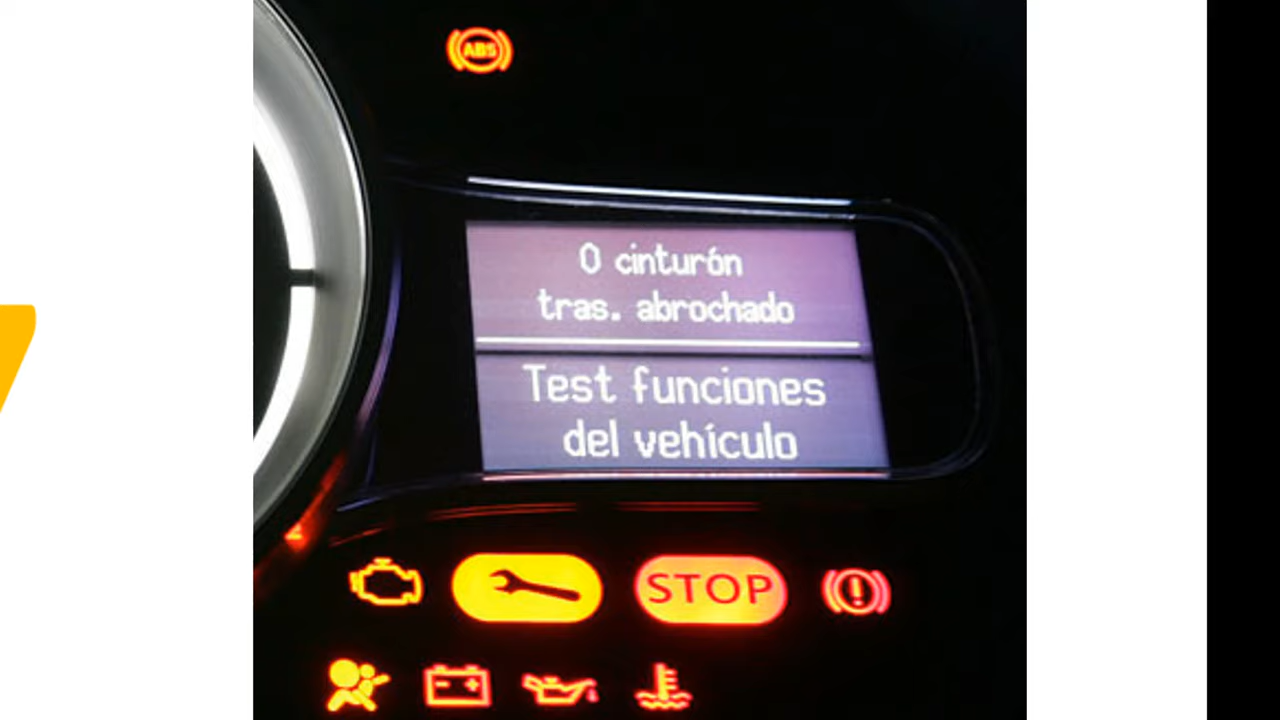 ABS
0 cinturón
tras. abrochado
Test funciones
del vehículo
STOP